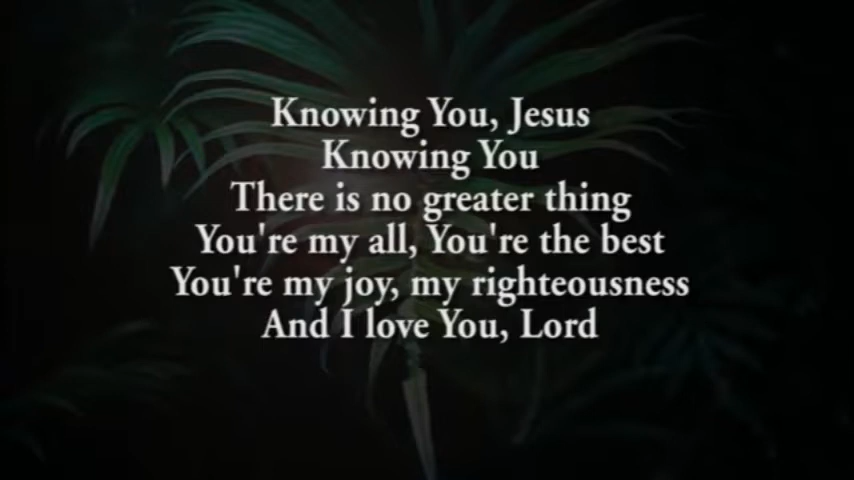 Knowing You, Jesus
Knowing You
There is no greater thing
You're my all, You're the best
You're my joy, my righteousness
And I love You, Lord